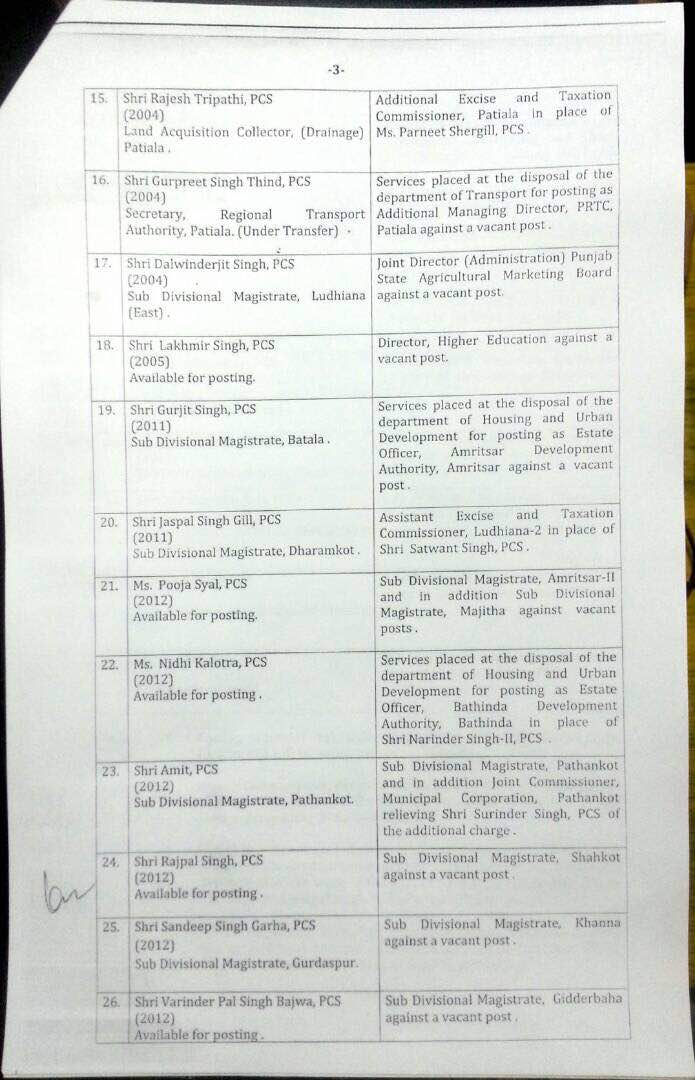 -3-
15. Shri Rajesh Tripathi, PCS
(2004)
Land Acquisition Collector, (Drainage)
Patiala .
Additional Excise and Taxation
Commissioner, Patiala in place of
Ms. Parneet Shergill, PCS .
16. Shri Gurpreet Singh Thind, PCS
(2004)
Secretary, Regional Transport
Authority, Patiala. (Under Transfer) .
Services placed at the disposal of the
department of Transport for posting as
Additional Managing Director, PRTC,
Patiala against a vacant post .
17. Shri Dalwinderjit Singh, PCS
(2004)
Sub Divisional Magistrate, Ludhiana
(East) .
Joint Director (Administration) Punjab
State Agricultural Marketing Board
against a vacant post.
18. Shri Lakhmir Singh, PCS
(2005)
Available for posting.
Director, Higher Education against a
vacant post.
19. Shri Gurjit Singh, PCS
(2011)
Sub Divisional Magistrate, Batala .
Services placed at the disposal of the
department of Housing and Urban
Development for posting as Estate
Officer, Amritsar Development
Authority, Amritsar against a vacant
post .
20. Shri Jaspal Singh Gill, PCS
(2011)
Sub Divisional Magistrate, Dharamkot .
Assistant Excise and Taxation
Commissioner, Ludhiana-2 in place of
Shri Satwant Singh, PCS .
21. Ms. Pooja Syal, PCS
(2012)
Available for posting.
Sub Divisional Magistrate, Amritsar-II
and in addition Sub Divisional
Magistrate, Majitha against vacant
posts .
22. Ms. Nidhi Kalotra, PCS
(2012)
Available for posting .
Services placed at the disposal of the
department of Housing and Urban
Development for posting as Estate
Officer, Bathinda Development
Authority, Bathinda in place of
Shri Narinder Singh-II, PCS .
23. Shri Amit, PCS
(2012)
Sub Divisional Magistrate, Pathankot.
Sub Divisional Magistrate, Pathankot
and in addition Joint Commissioner,
Municipal Corporation, Pathankot
relieving Shri Surinder Singh, PCS of
the additional charge .
24. Shri Rajpal Singh, PCS
(2012)
Available for posting .
Sub Divisional Magistrate, Shahkot
against a vacant post .
25. Shri Sandeep Singh Garha, PCS
(2012)
Sub Divisional Magistrate, Gurdaspur.
Sub Divisional Magistrate, Khanna
against a vacant post .
26. Shri Varinder Pal Singh Bajwa, PCS
(2012)
Available for posting .
Sub Divisional Magistrate, Gidderbaha
against a vacant post .